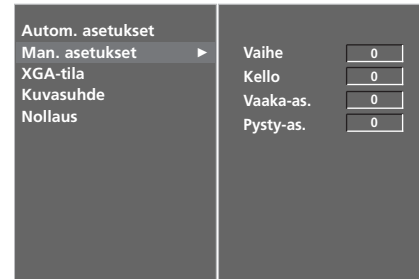 Autom. asetukset
Man. asetukset ►
XGA-tila
Kuvasuhde
Nollaus
Vaihe 0
Kello 0
Vaaka-as. 0
Pysty-as. 0